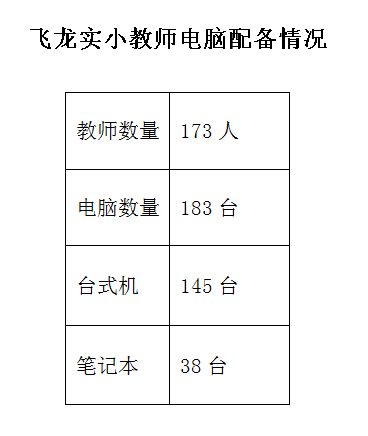 飞龙实小教师电脑配备情况
教师数量 173 人
电脑数量 183 台
台式机 145 台
笔记本 38 台